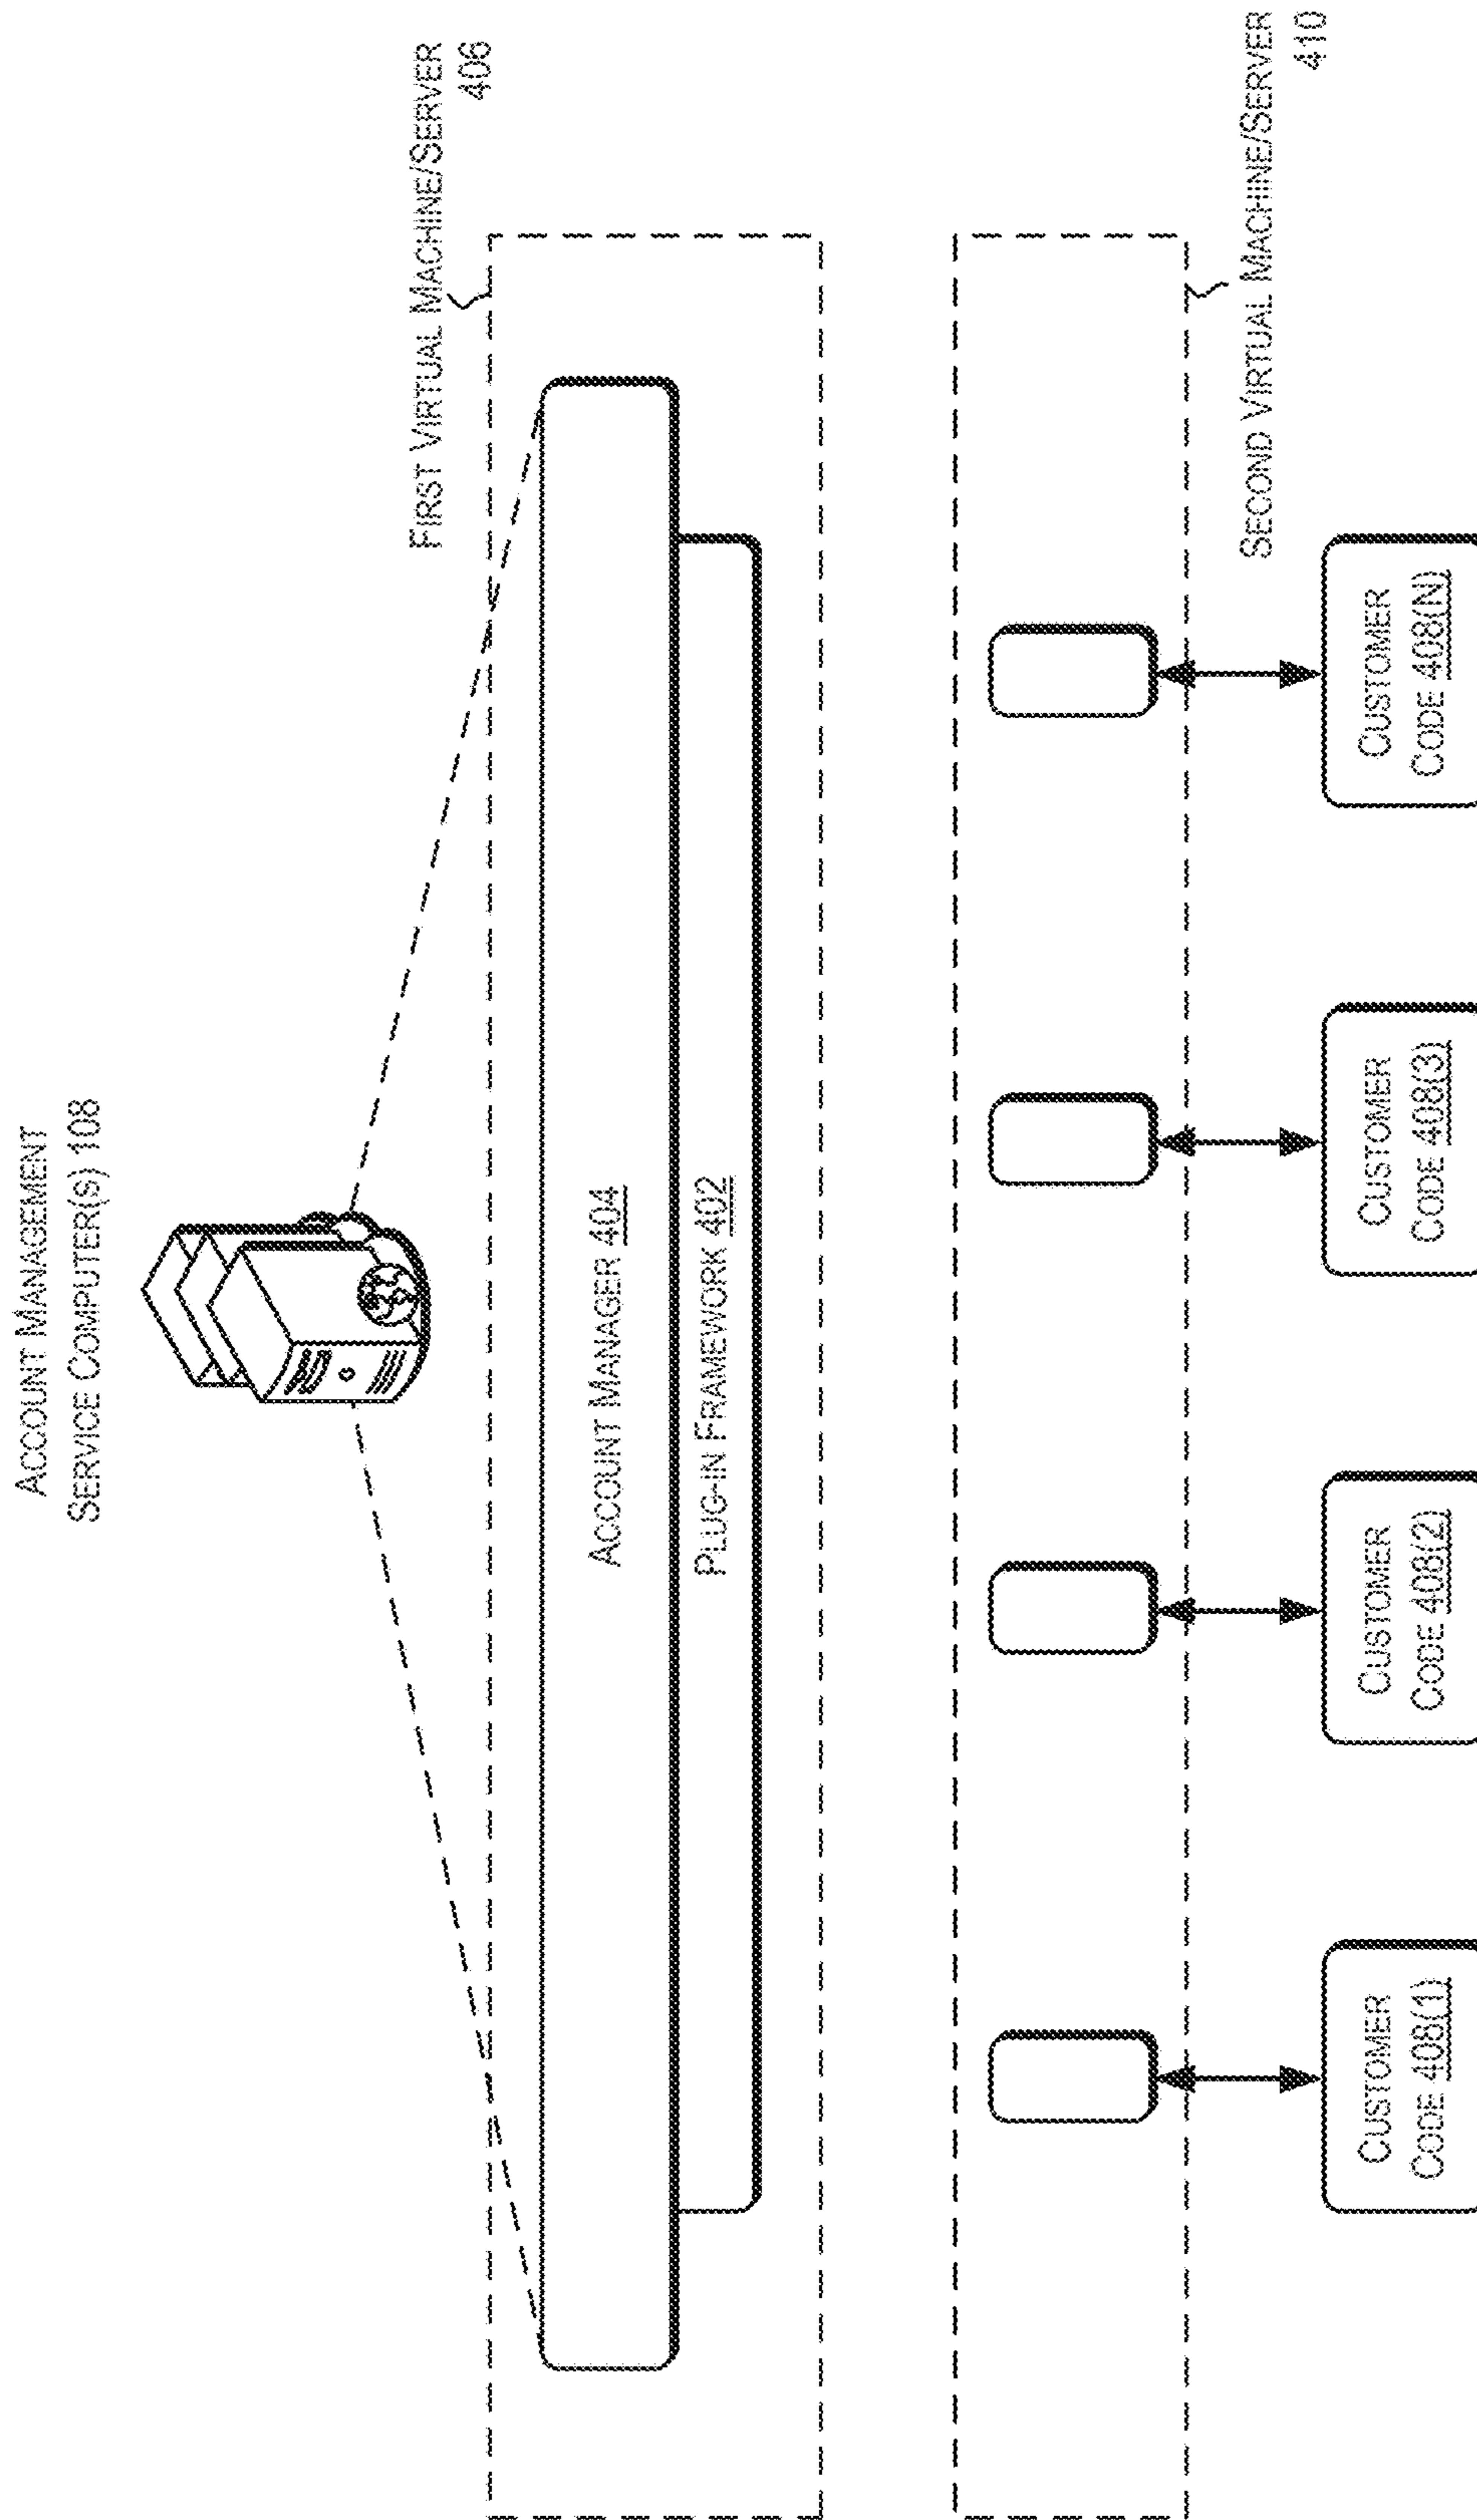 ACCOUNT MANAGEMENT
SERVICE COMPUTER(S) 108
FIRST VIRTUAL MACHINE/SERVER
406
ACCOUNT MANAGER 404
PLUG-IN FRAMEWORK 402
SECOND VIRTUAL MACHINE/SERVER
410
CUSTOMER
CODE 408(1)
CUSTOMER
CODE 408(2)
CUSTOMER
CODE 408(3)
CUSTOMER
CODE 408(N)